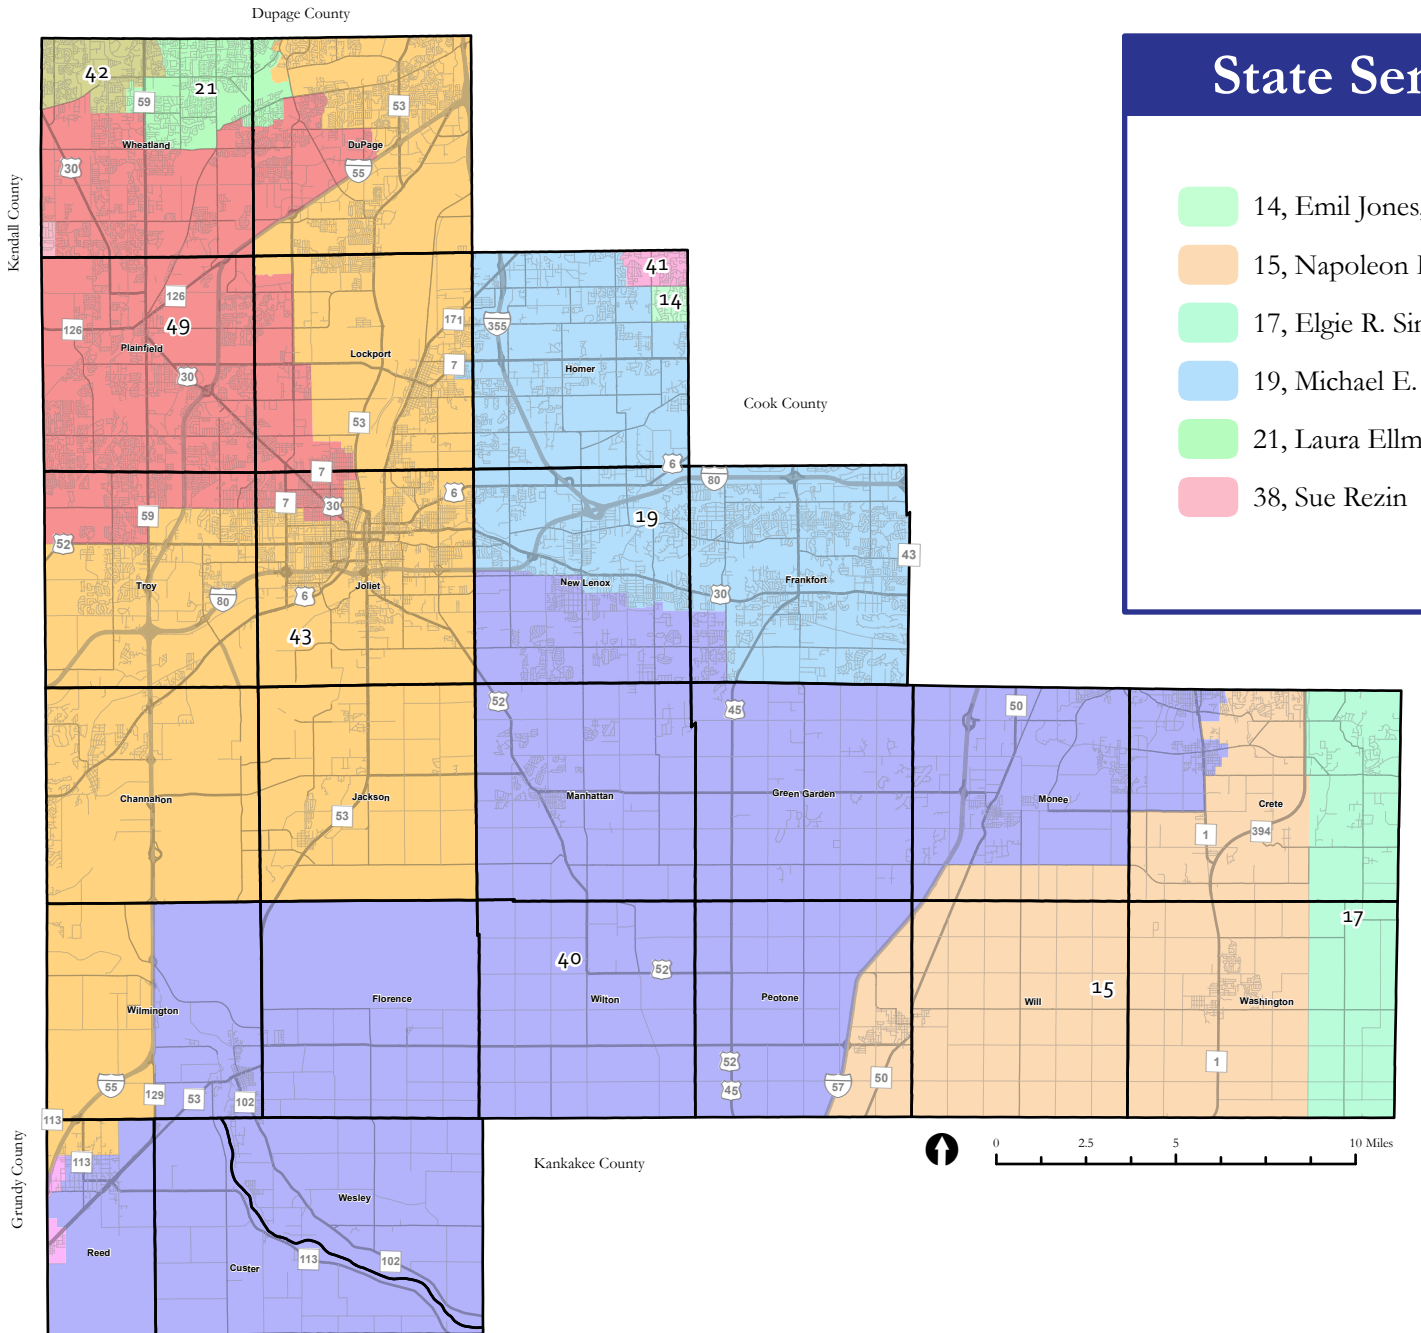 Dupage County
State Ser
42
21
59
53
Wheatland
DuPage
30
55
Kendall County
14, Emil Jones,
15, Napoleon
17, Elgie R. Sin
19, Michael E.
21, Laura Ellm
38, Sue Rezin
41
14
126
171
355
126
49
Plainfield
Lockport
7
Homer
30
53
Cook County
7
6
80
7
30
6
59
19
52
43
Troy
Joliet
New Lenox
Frankfort
80
6
30
43
52
45
50
Channahon
Jackson
Manhattan
Green Garden
Monee
Crete
53
1
394
17
40
52
15
Wilmington
Florence
Wilton
Peotone
Will
Washington
55
129
53
102
52
45
57
50
1
113
113
Grundy County
Kankakee County
0
2.5
5
10 Miles
Wesley
Reed
Custer
113
102